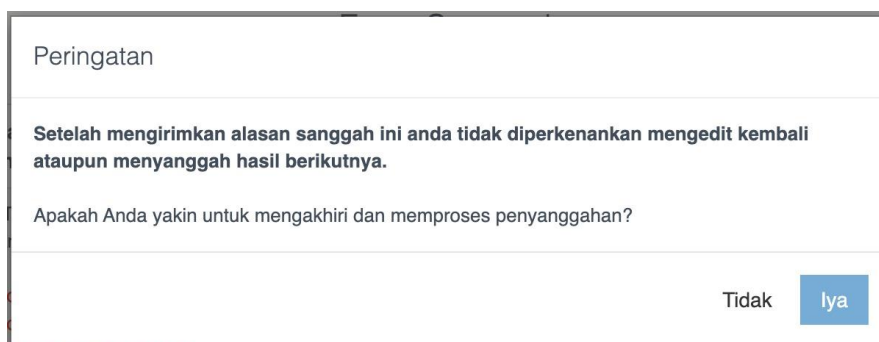 Peringatan
Setelah mengirimkan alasan sanggah ini anda tidak diperkenankan mengedit kembali
ataupun menyanggah hasil berikutnya.
Apakah Anda yakin untuk mengakhiri dan memproses penyanggahan?
Tidak Iya